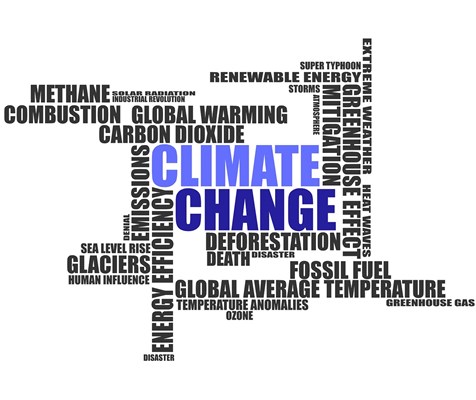 SUPER TYPHOON
RENEWABLE ENERGY
STORMS
METHANE
SOLAR RADIATION
INDUSTRIAL REVOLUTION
COMBUSTION
GLOBAL WARMING
CARBON DIOXIDE
ATMOSPHERE
MITIGATION
GREENHOUSE EFFECT
EXTREME WEATHER
HEAT WAVES
CLIMATE
CHANGE
EMISSIONS
DENIAL
ENERGY EFFICIENCY
DEFORESTATION
DEATH
DISASTER
SEA LEVEL RISE
GLACIERS
HUMAN INFLUENCE
FOSSIL FUEL
GLOBAL AVERAGE TEMPERATURE
TEMPERATURE ANOMALIES
GREENHOUSE GAS
OZONE
DISASTER